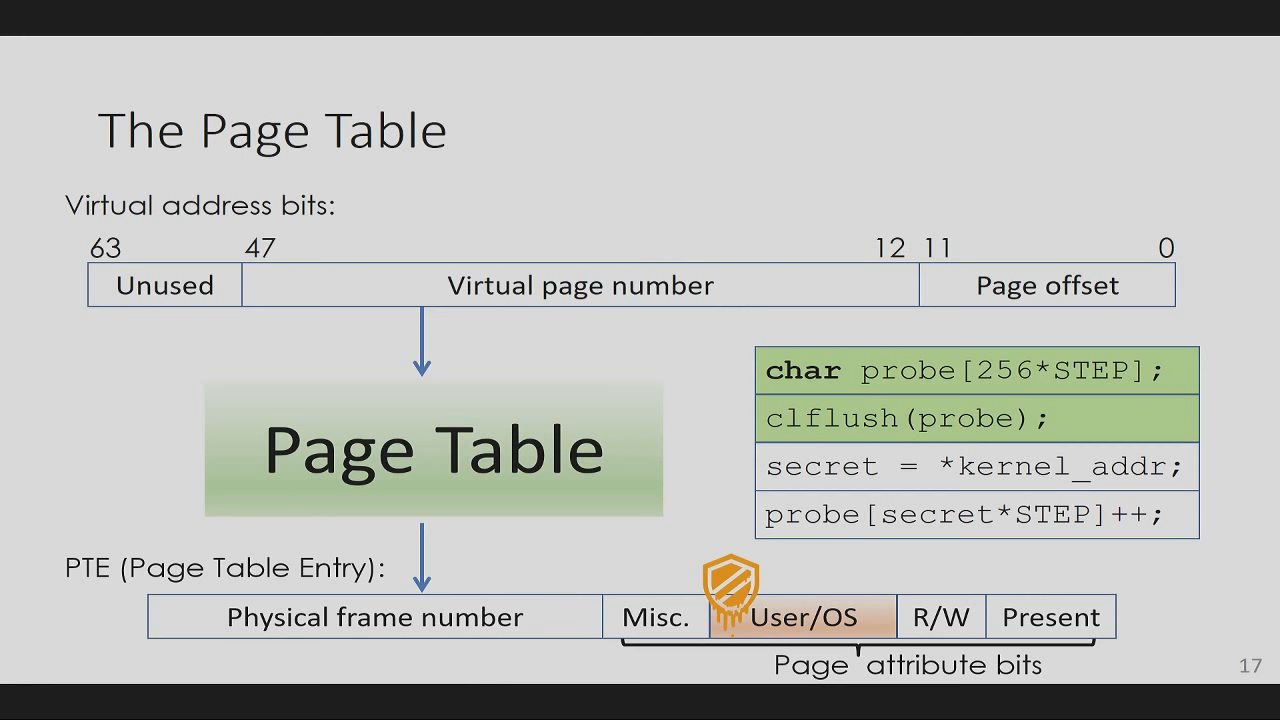 The Page Table
Virtual address bits:
63 47 12 11 0
Unused Virtual page number Page offset
char probe[256*STEP];
clflush(probe);
Page Table
secret = *kernel_addr;
probe[secret*STEP]++;
PTE (Page Table Entry):
Physical frame number Misc. User/OS R/W Present
Page attribute bits
17